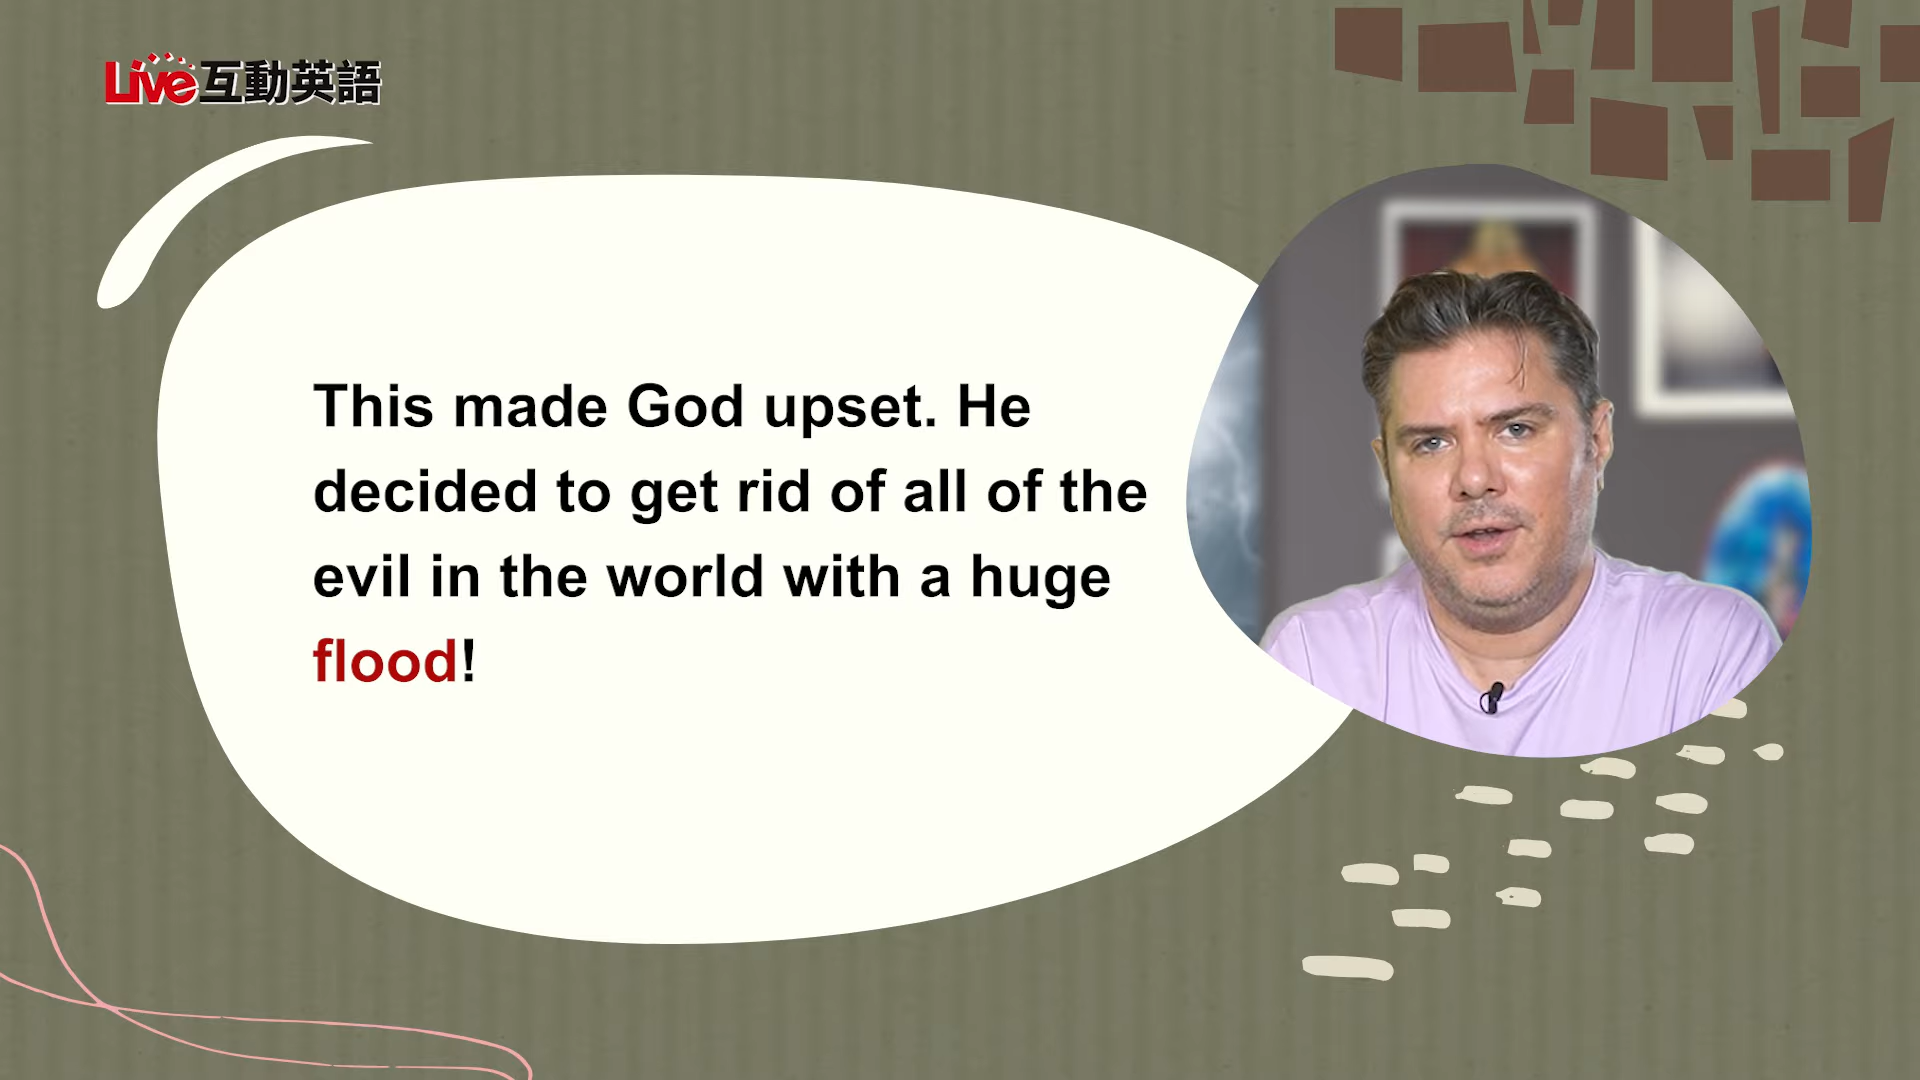 Live互動英語
This made God upset. He
decided to get rid of all of the
evil in the world with a huge
flood!